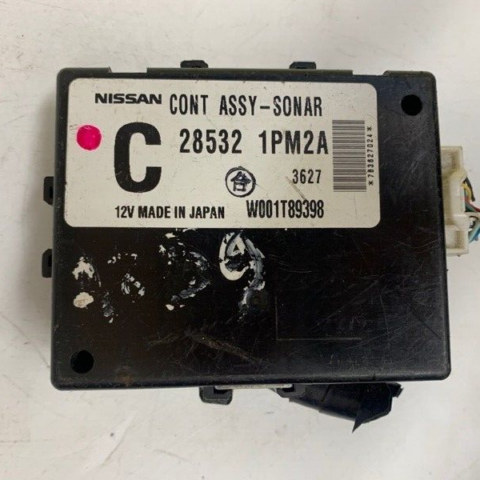 NISSAN CONT ASSY-SONAR
C 28532 1PM2A
3627
12V MADE IN JAPAN W001T89398